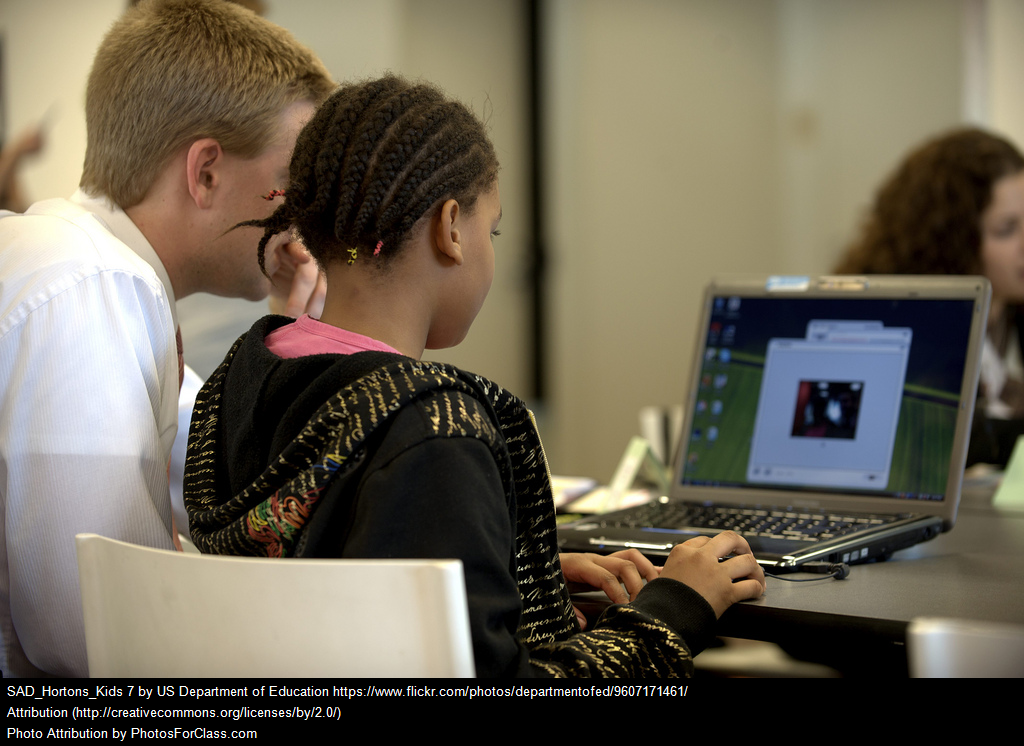 SAD_Hortons_Kids 7 by US Department of Education https://www.flickr.com/photos/departmentofed/9607171461/
Attribution (http://creativecommons.org/licenses/by/2.0/)
Photo Attribution by PhotosForClass.com